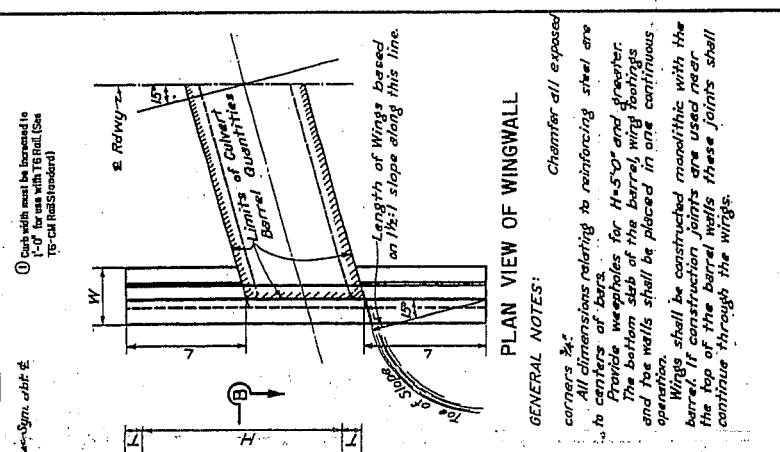 ① Curb width must be increased to
1'-0" for use with T6 Rail. (See
T6-CM Rail Standard)
Sym. abt ℄
℄ Rdwy
15°
Limits of Culvert
Barrel Quantities
Length of Wings based
on 1½:1 slope along this line.
W
L
L
15°
Toe of Slope
B
T
H
T
PLAN VIEW OF WINGWALL
GENERAL NOTES:
Chamfer all exposed
corners ¾".
All dimensions relating to reinforcing steel are
to centers of bars.
Provide weepholes for H=5'-0" and greater.
The bottom slab of the barrel, wing footings
and toe walls shall be placed in one continuous
operation.
Wings shall be constructed monolithic with the
barrel. If construction joints are used near
the top of the barrel walls these joints shall
continue through the wings.